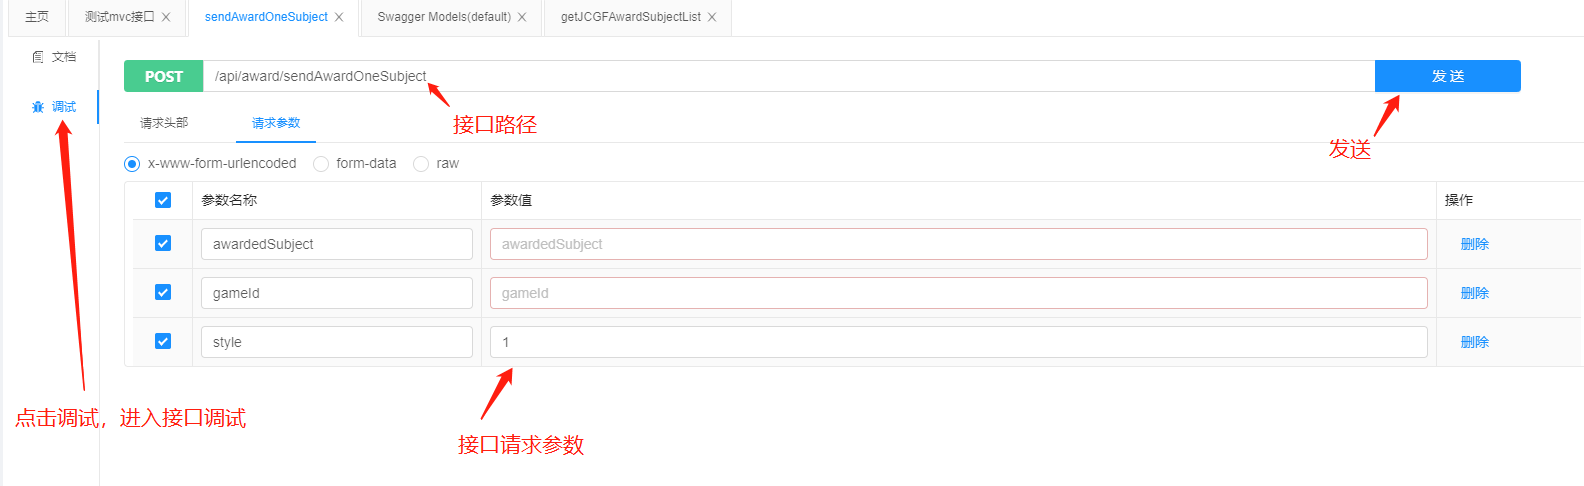 主页 测试mvc接口 sendAwardOneSubject Swagger Models(default) getJCGFAwardSubjectList
文档
POST /api/award/sendAwardOneSubject 发 送
调试
请求头部 请求参数
接口路径
发送
x-www-form-urlencoded form-data raw
参数名称 参数值 操作
awardedSubject awardedSubject 删除
gameId gameId 删除
style 1 删除
点击调试，进入接口调试
接口请求参数